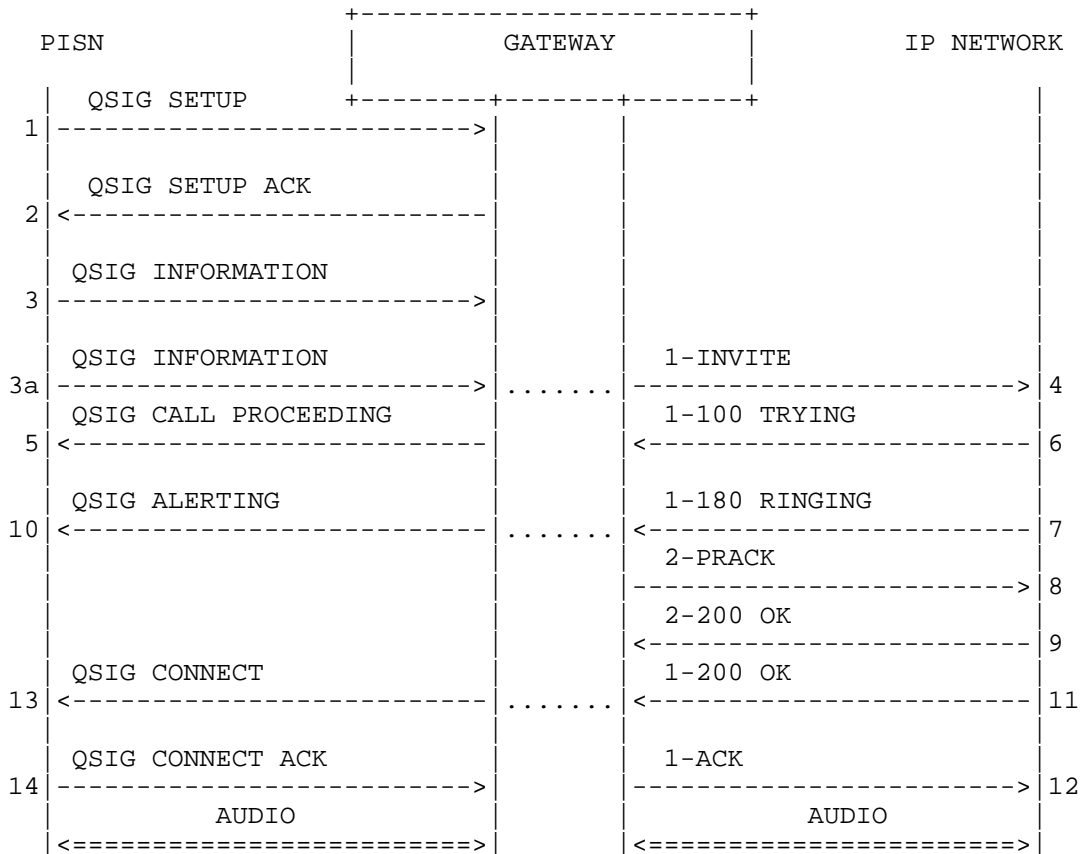 PISN GATEWAY IP NETWORK
QSIG SETUP
1
QSIG SETUP ACK
2
QSIG INFORMATION
3
QSIG INFORMATION 1-INVITE
3a ....... 4
QSIG CALL PROCEEDING 1-100 TRYING
5 6
QSIG ALERTING 1-180 RINGING
10 ....... 7
2-PRACK
8
2-200 OK
9
QSIG CONNECT 1-200 OK
13 ....... 11
QSIG CONNECT ACK 1-ACK
14 12
AUDIO AUDIO